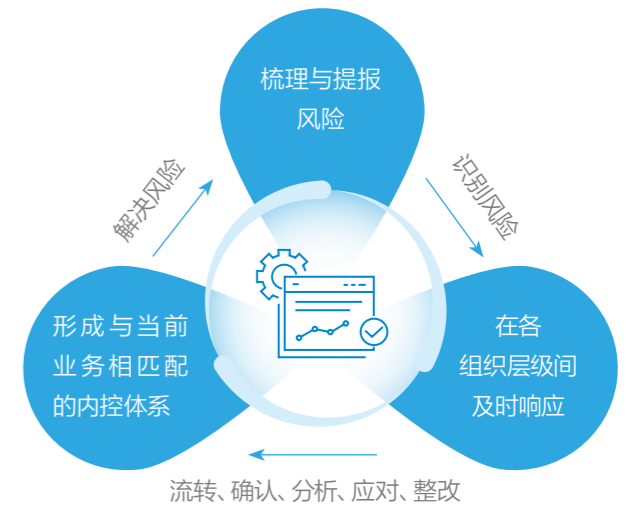 梳理与提报
风险
解决风险
识别风险
形成与当前
业务相匹配
的内控体系
在各
组织层级间
及时响应
流转、确认、分析、应对、整改